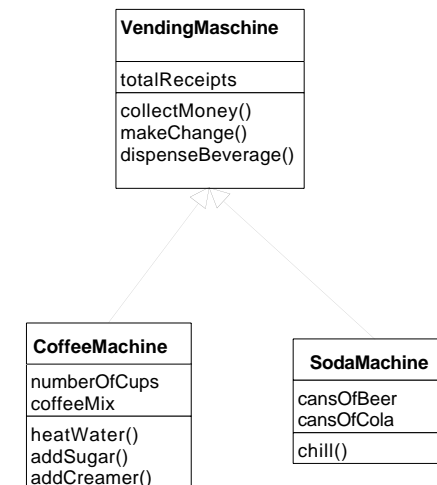 VendingMaschine
totalReceipts
collectMoney()
makeChange()
dispenseBeverage()
CoffeeMachine
numberOfCups
coffeeMix
heatWater()
addSugar()
addCreamer()
SodaMachine
cansOfBeer
cansOfCola
chill()